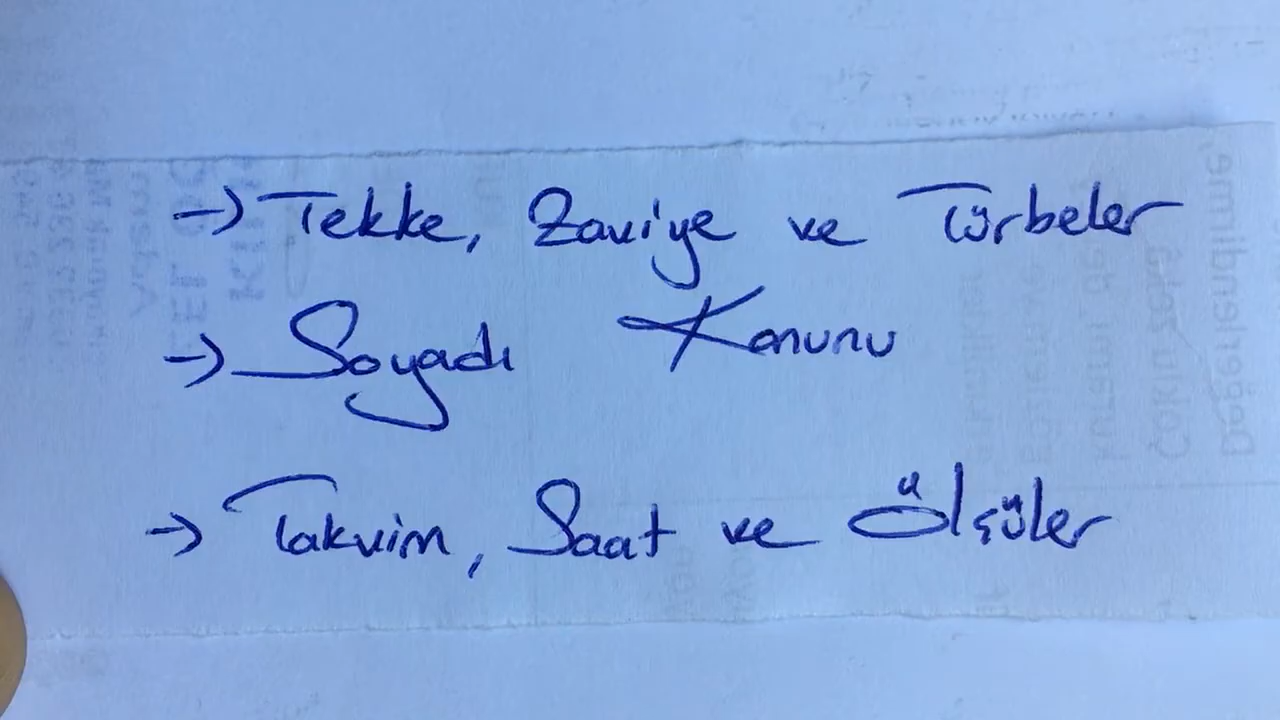 → Tekke, Zaviye ve Türbeler
→ Soyadı Kanunu
→ Takvim, Saat ve Ölçüler